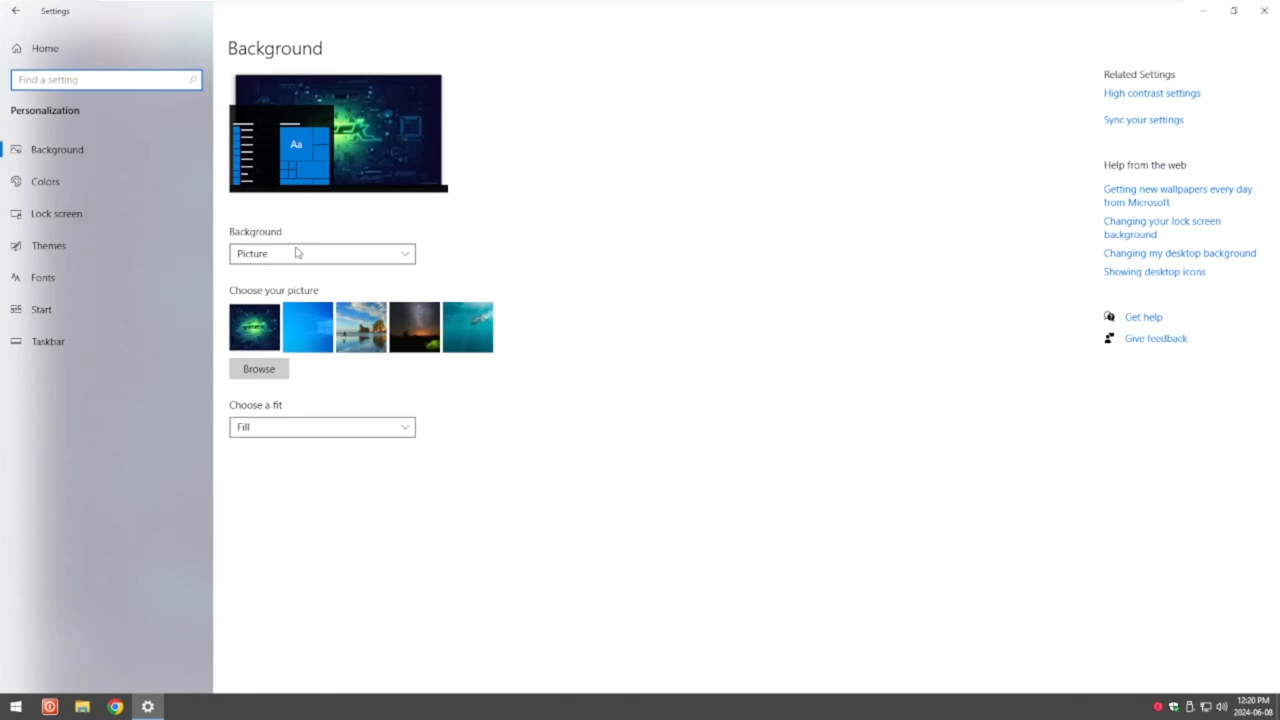 Settings
Home
Find a setting
Personalization
Background
Colors
Lock screen
Themes
Fonts
Start
Taskbar
Background
Aa
Background
Picture
Choose your picture
Browse
Choose a fit
Fill
Related Settings
High contrast settings
Sync your settings
Help from the web
Getting new wallpapers every day
from Microsoft
Changing your lock screen
background
Changing my desktop background
Showing desktop icons
Get help
Give feedback
12:20 PM
2024-06-08